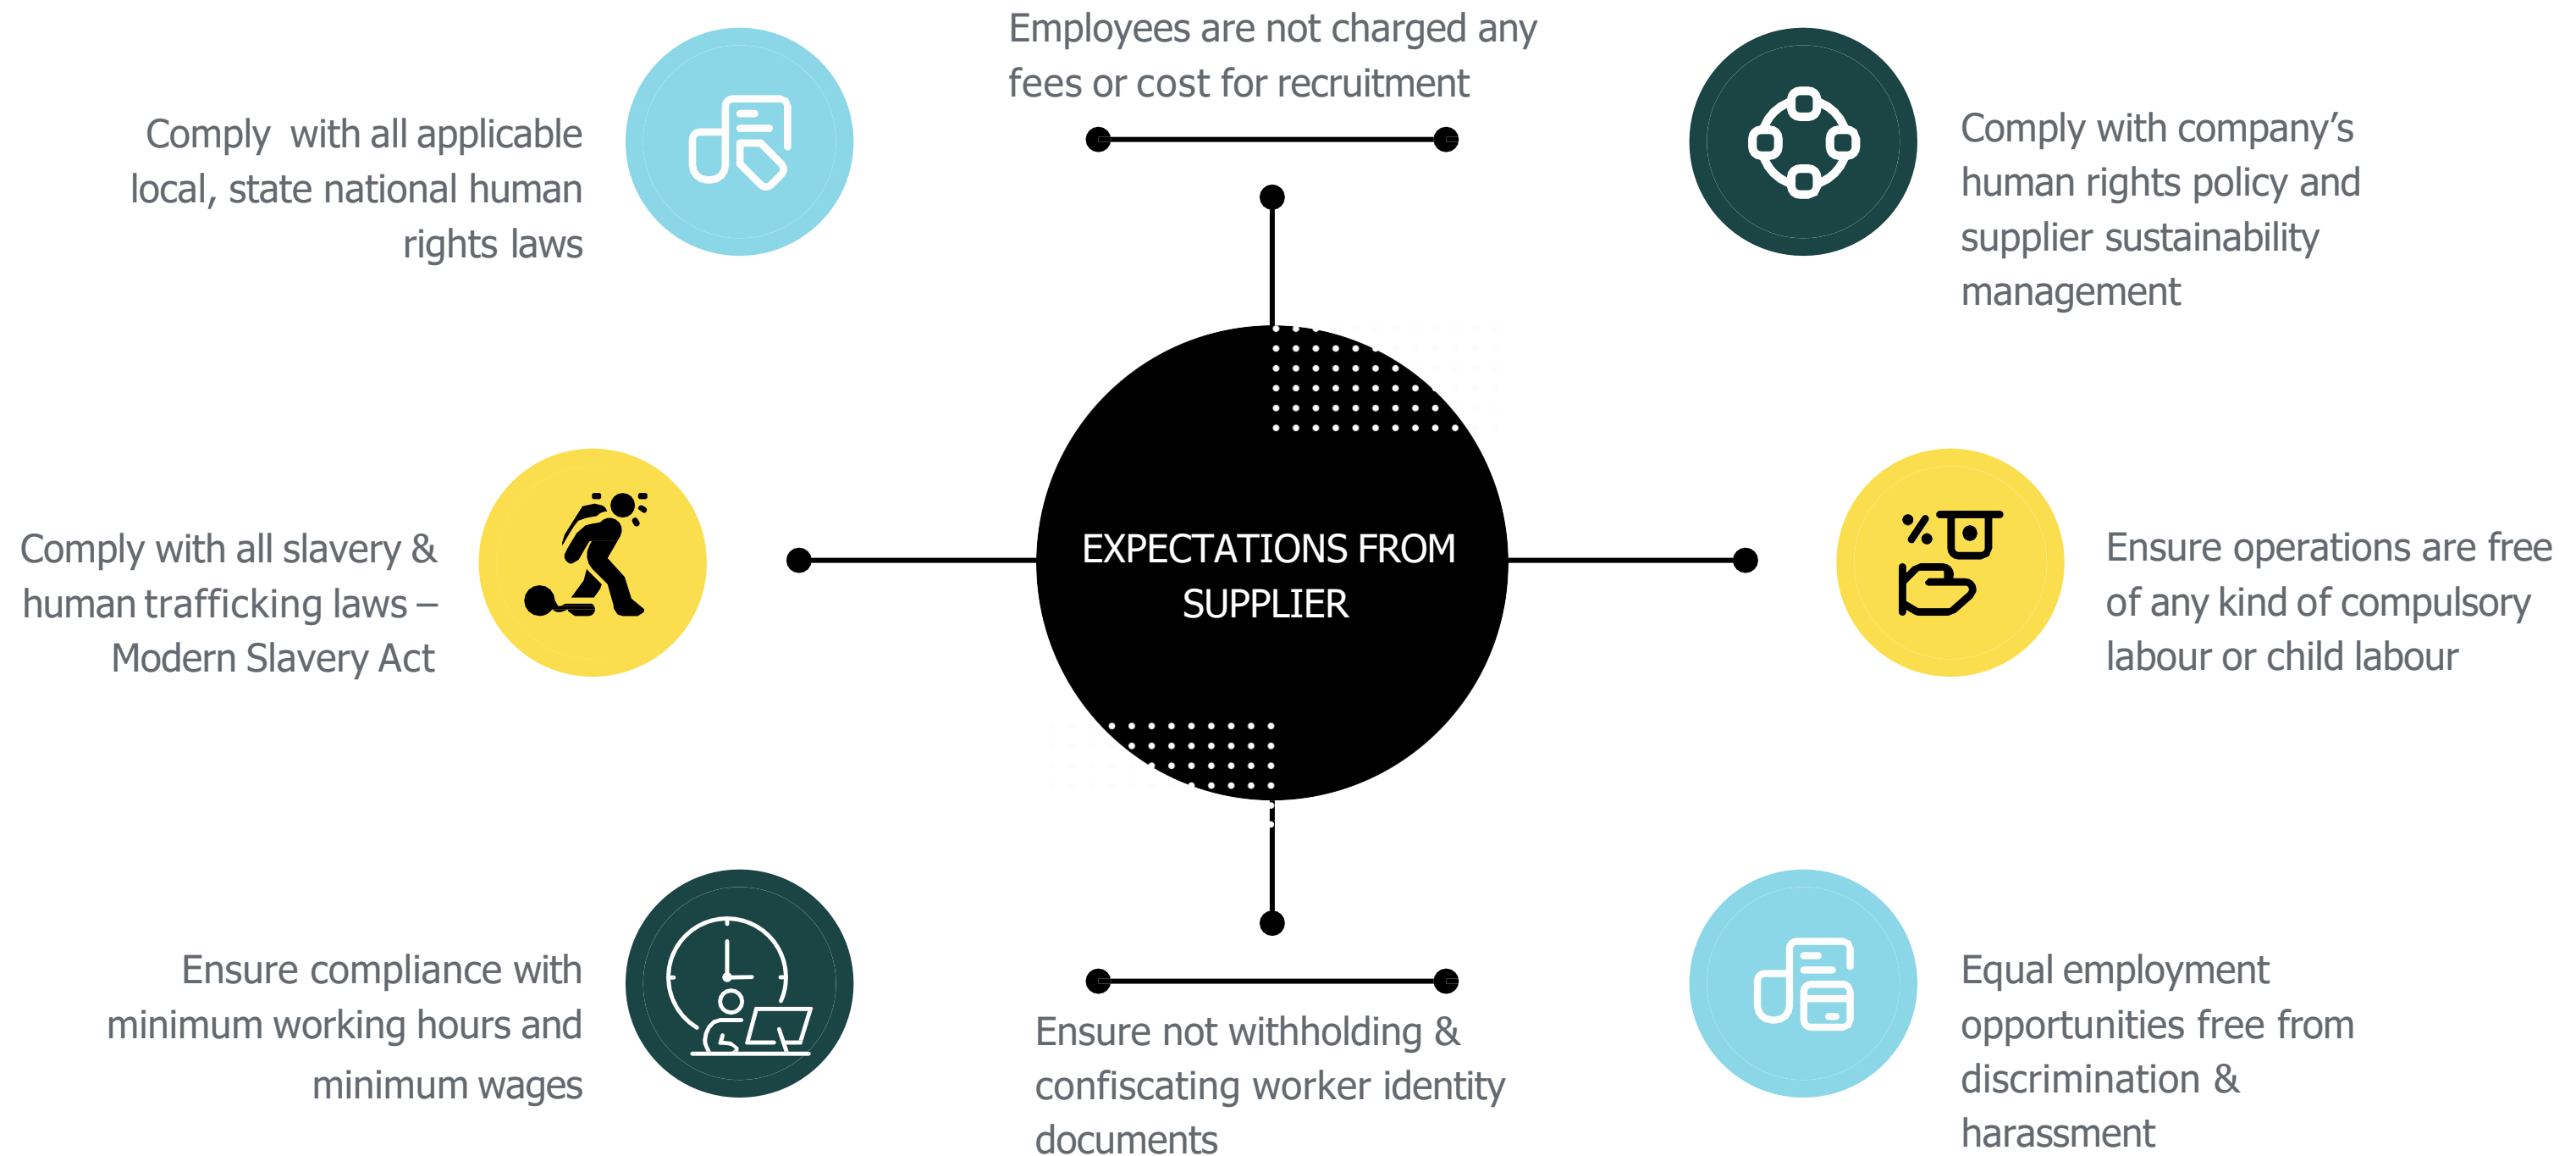 Employees are not charged any
fees or cost for recruitment
Comply with all applicable
local, state national human
rights laws
Comply with company’s
human rights policy and
supplier sustainability
management
Comply with all slavery &
human trafficking laws –
Modern Slavery Act
EXPECTATIONS FROM
SUPPLIER
Ensure operations are free
of any kind of compulsory
labour or child labour
Ensure compliance with
minimum working hours and
minimum wages
Ensure not withholding &
confiscating worker identity
documents
Equal employment
opportunities free from
discrimination &
harassment